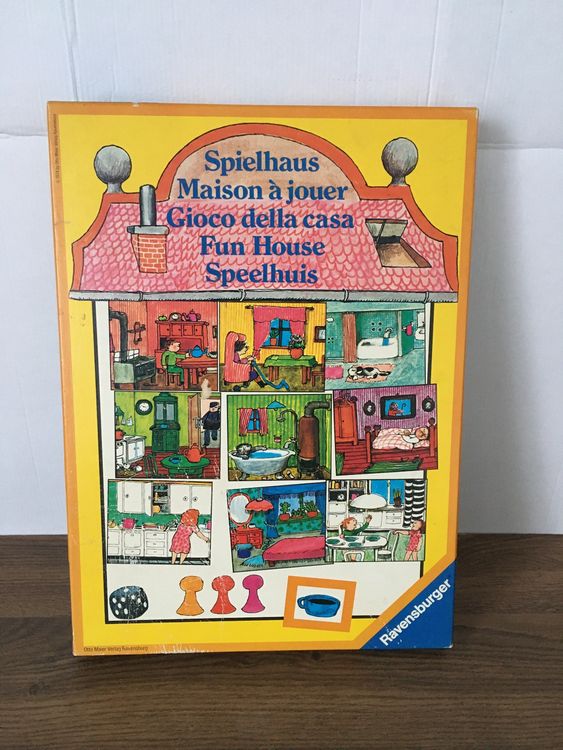 Spielhaus
Maison à jouer
Gioco della casa
Fun House
Speelhuis
Ravensburger
Otto Maier Verlag Ravensburg